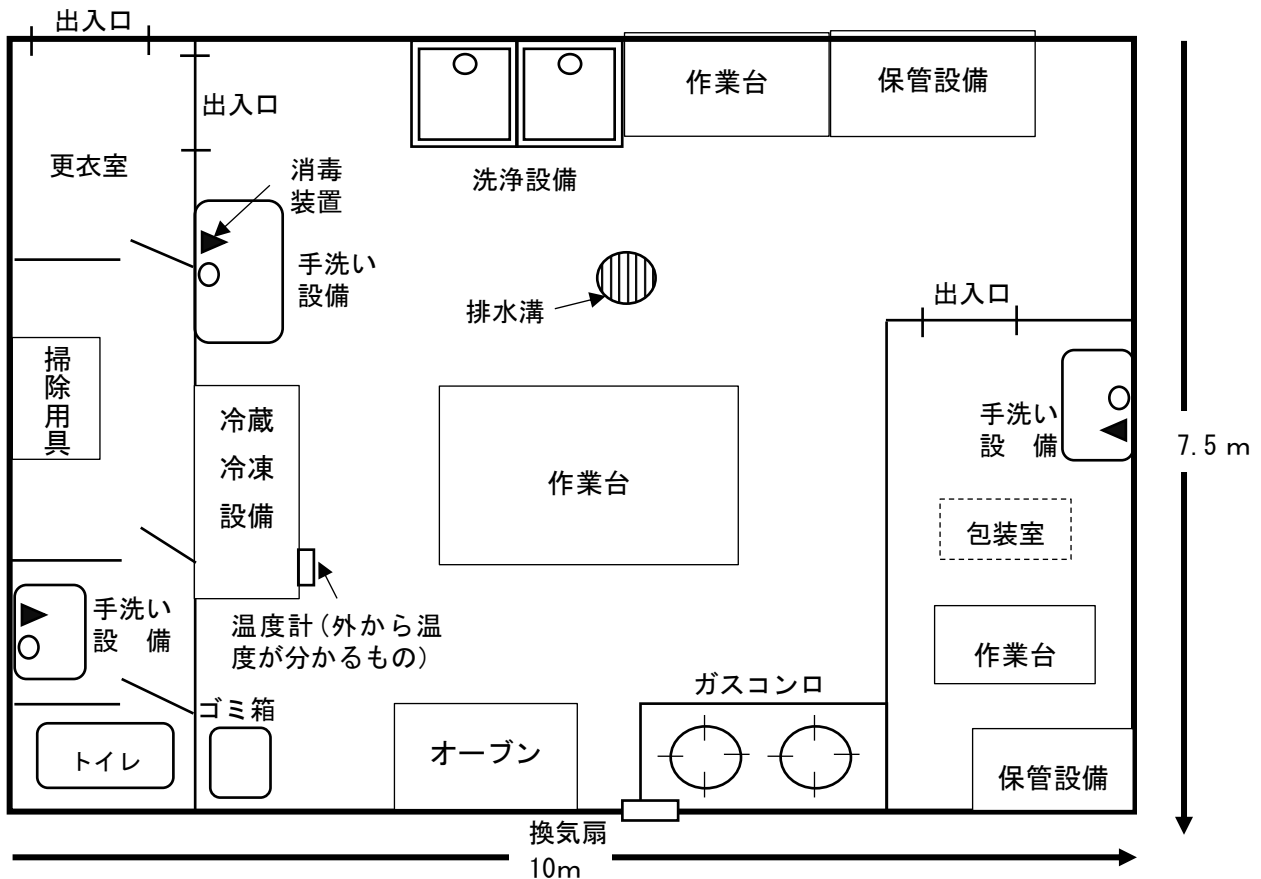 出入口
作業台
保管設備
出入口
更衣室
消毒
装置
洗浄設備
手洗い
設備
排水溝
出入口
掃除用具
冷蔵
冷凍
設備
作業台
手洗い
設　備
7.5 m
包装室
手洗い
設　備
温度計(外から温
度が分かるもの)
作業台
ガスコンロ
ゴミ箱
トイレ
オーブン
保管設備
換気扇
10m